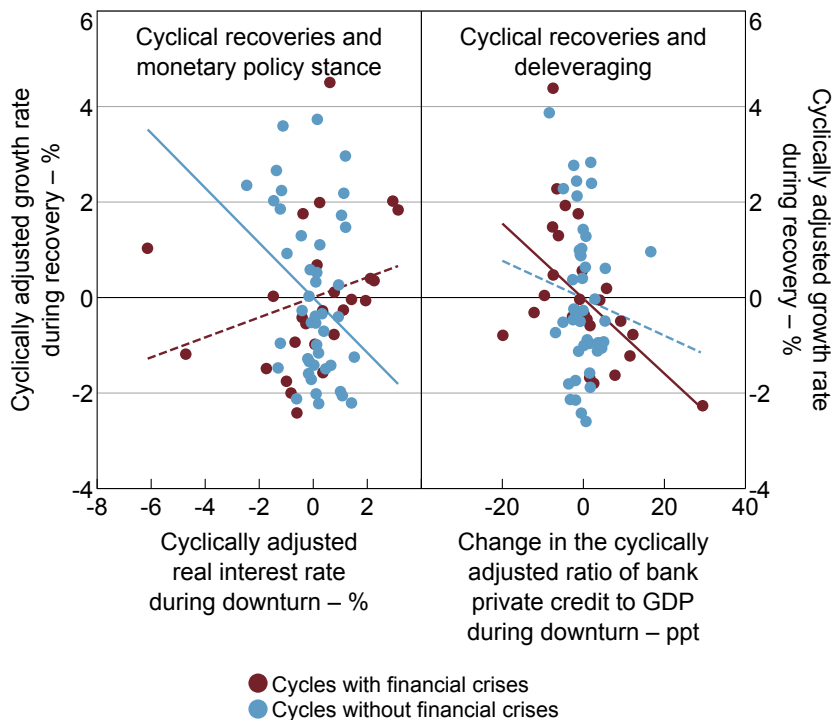 Cyclical recoveries and
monetary policy stance
Cyclical recoveries and
deleveraging
Cyclically adjusted growth rate
during recovery – %
Cyclically adjusted growth rate
during recovery – %
6
4
2
0
-2
-4
6
4
2
0
-2
-4
-8
-6
-4
-2
0
2
-20
0
20
40
Cyclically adjusted
real interest rate
during downturn – %
Change in the cyclically
adjusted ratio of bank
private credit to GDP
during downturn – ppt
Cycles with financial crises
Cycles without financial crises